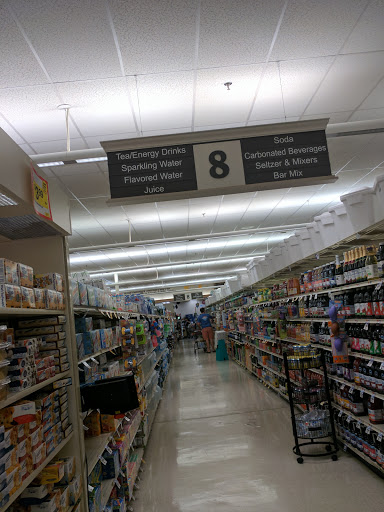 Tea/Energy Drinks
Sparkling Water
Flavored Water
Juice
8
Soda
Carbonated Beverages
Seltzer & Mixers
Bar Mix